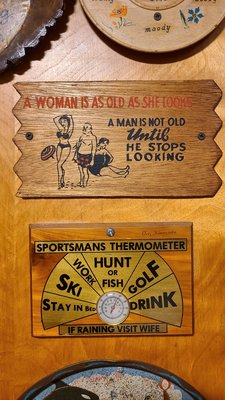 moody
A WOMAN IS AS OLD AS SHE LOOKS
A MAN IS NOT OLD
Until
HE STOPS
LOOKING
SPORTSMANS THERMOMETER
HUNT
OR
FISH
WORK
GOLF
SKI
STAY IN BED
DRINK
IF RAINING VISIT WIFE